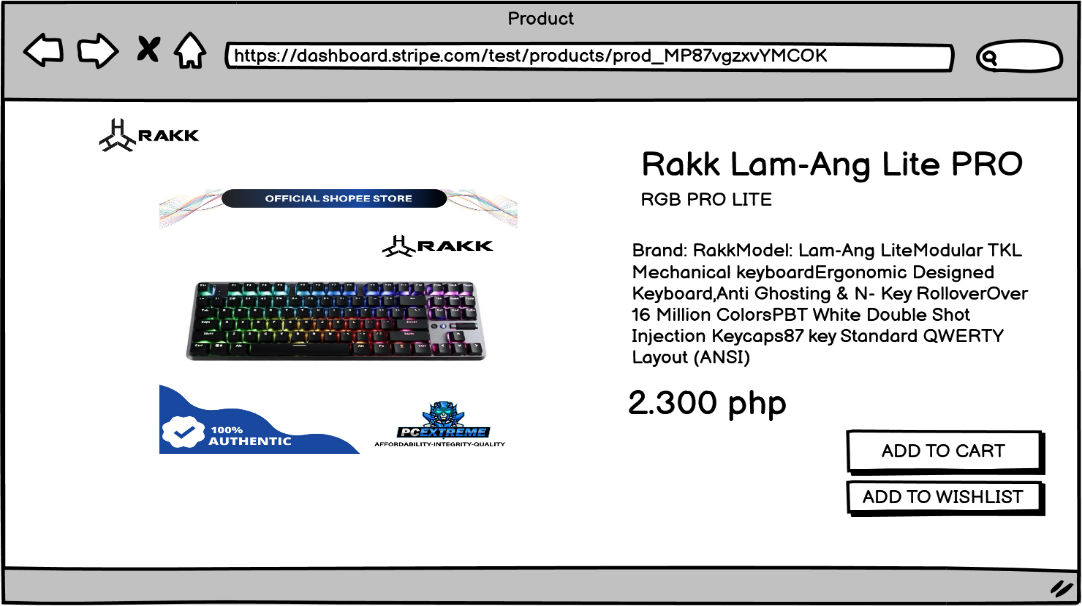 Product
https://dashboard.stripe.com/test/products/prod_MP87vgzxvYMCOK
RAKK
OFFICIAL SHOPEE STORE
RAKK
100%
AUTHENTIC
PCEXTREME
AFFORDABILITY-INTEGRITY-QUALITY
Rakk Lam-Ang Lite PRO
RGB PRO LITE
Brand: RakkModel: Lam-Ang LiteModular TKL
Mechanical keyboardErgonomic Designed
Keyboard,Anti Ghosting & N- Key RolloverOver
16 Million ColorsPBT White Double Shot
Injection Keycaps87 key Standard QWERTY
Layout (ANSI)
2.300 php
ADD TO CART
ADD TO WISHLIST